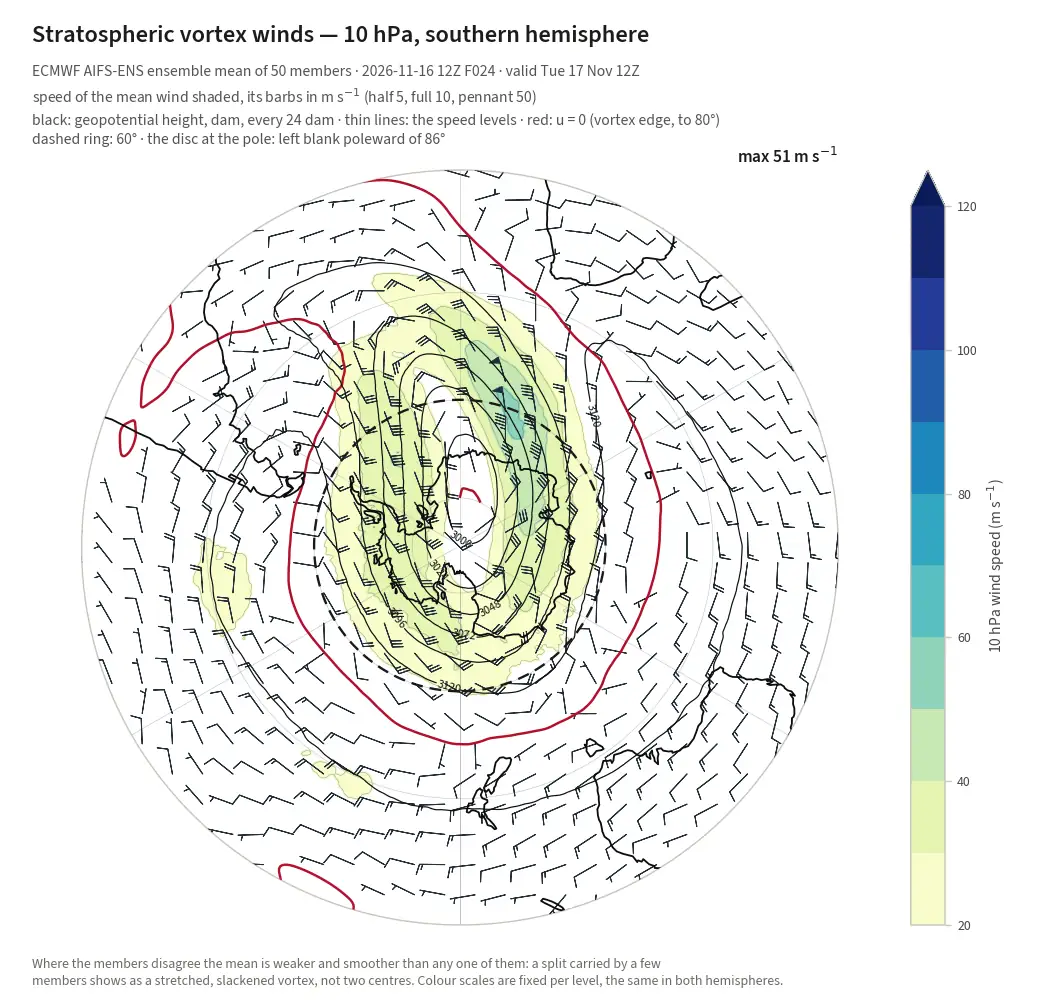 Stratospheric vortex winds — 10 hPa, southern hemisphere
ECMWF AIFS-ENS ensemble mean of 50 members · 2026-11-16 12Z F024 · valid Tue 17 Nov 12Z
speed of the mean wind shaded, its barbs in m s⁻¹ (half 5, full 10, pennant 50)
black: geopotential height, dam, every 24 dam · thin lines: the speed levels · red: u = 0 (vortex edge, to 80°)
dashed ring: 60° · the disc at the pole: left blank poleward of 86°
max 51 m s⁻¹
120
100
80
60
40
20
10 hPa wind speed (m s⁻¹)
3120
3000
3048
3096
3072
3120
Where the members disagree the mean is weaker and smoother than any one of them: a split carried by a few
members shows as a stretched, slackened vortex, not two centres. Colour scales are fixed per level, the same in both hemispheres.